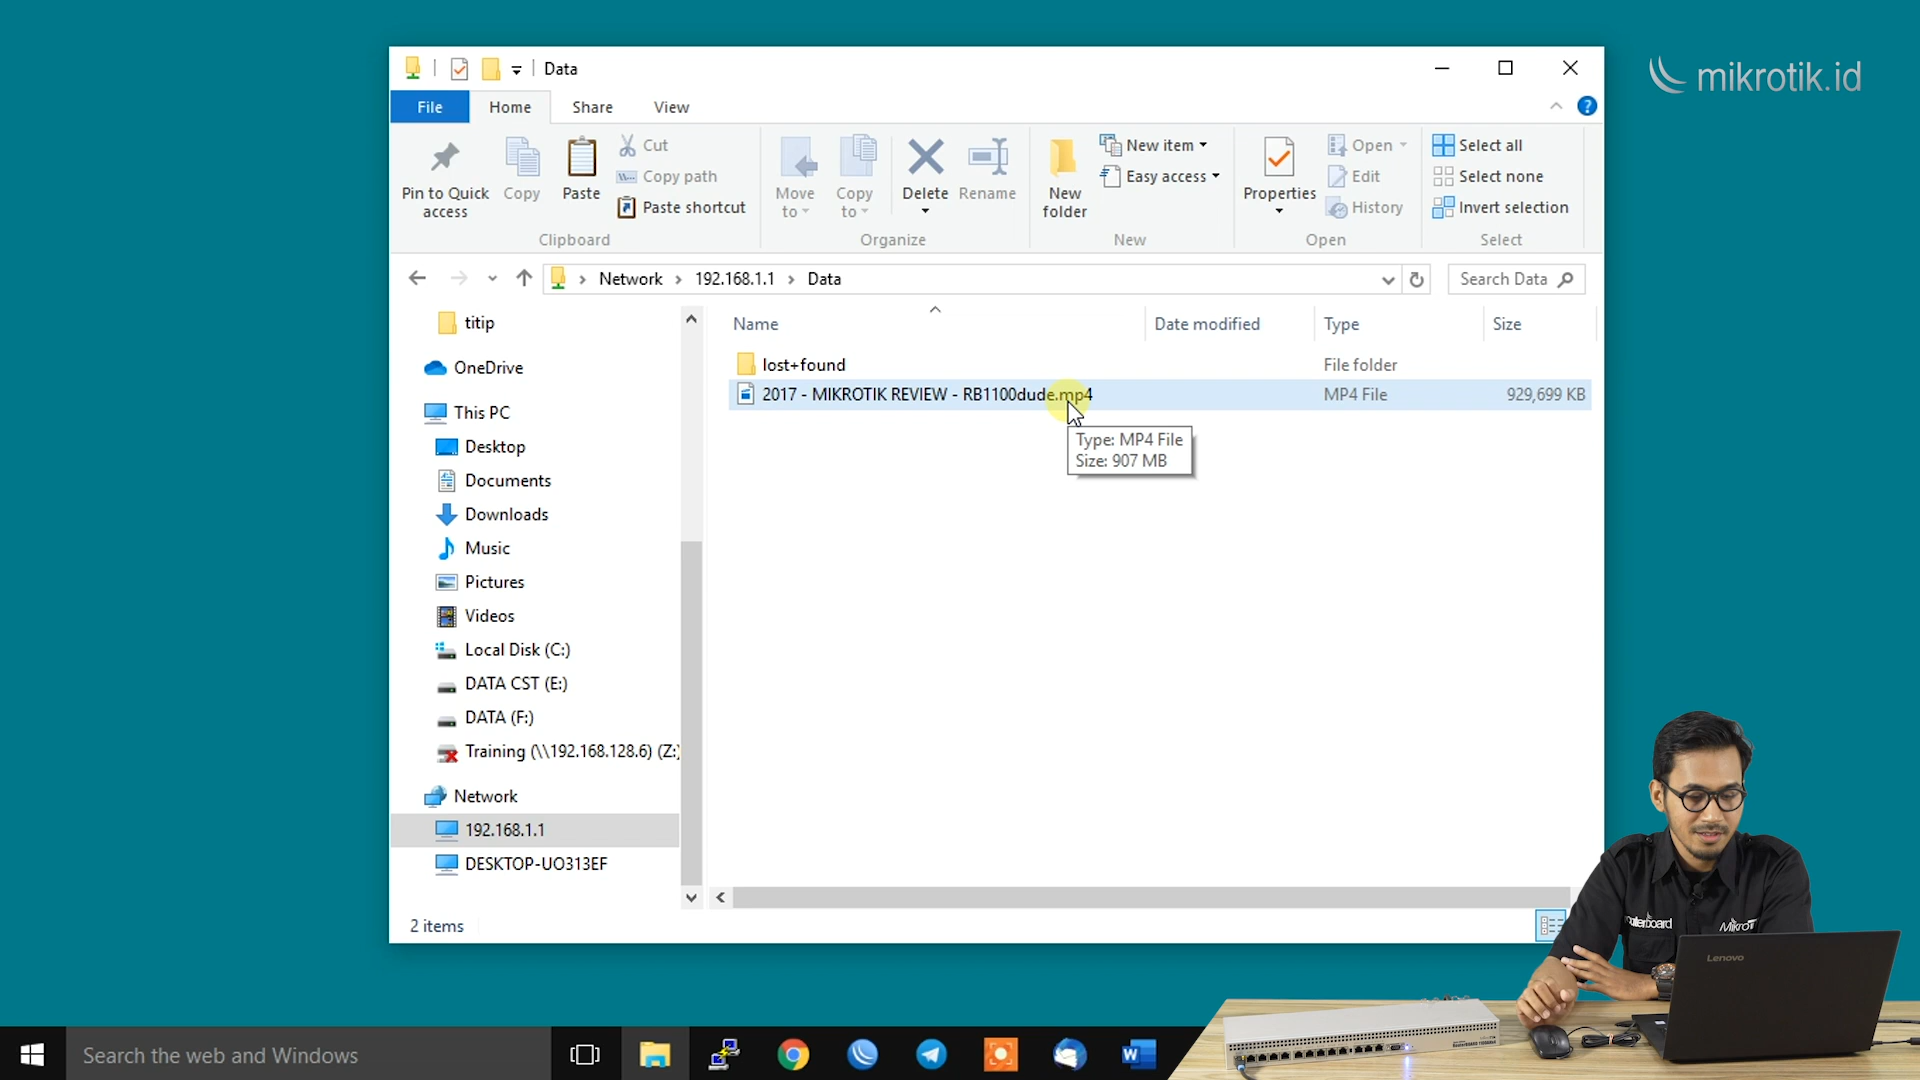 Data
mikrotik.id
File
Home
Share
View
Pin to Quick access
Copy
Paste
Cut
Copy path
Paste shortcut
Clipboard
Move to
Copy to
Delete
Rename
Organize
New folder
New item
Easy access
New
Properties
Open
Edit
History
Open
Select all
Select none
Invert selection
Select
Network
192.168.1.1
Data
Search Data
titip
OneDrive
This PC
Desktop
Documents
Downloads
Music
Pictures
Videos
Local Disk (C:)
DATA CST (E:)
DATA (F:)
Training (\\192.168.128.6) (Z:)
Network
192.168.1.1
DESKTOP-UO313EF
Name
Date modified
Type
Size
lost+found
File folder
2017 - MIKROTIK REVIEW - RB1100dude.mp4
MP4 File
929,699 KB
Type: MP4 File
Size: 907 MB
2 items
Lenovo
Search the web and Windows